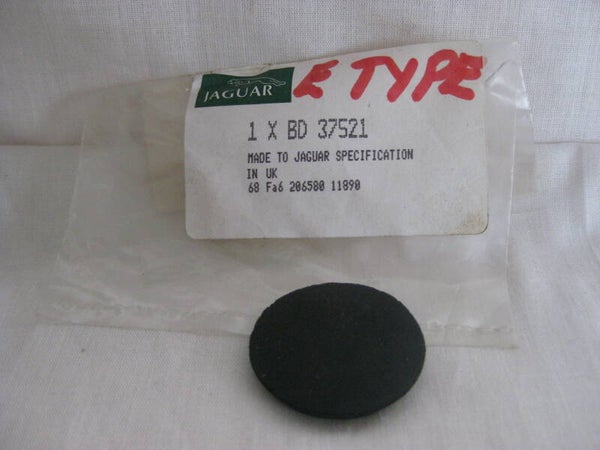 JAGUAR
E TYPE
1 X BD 37521
MADE TO JAGUAR SPECIFICATION
IN UK
68 Fa6 206580 11890